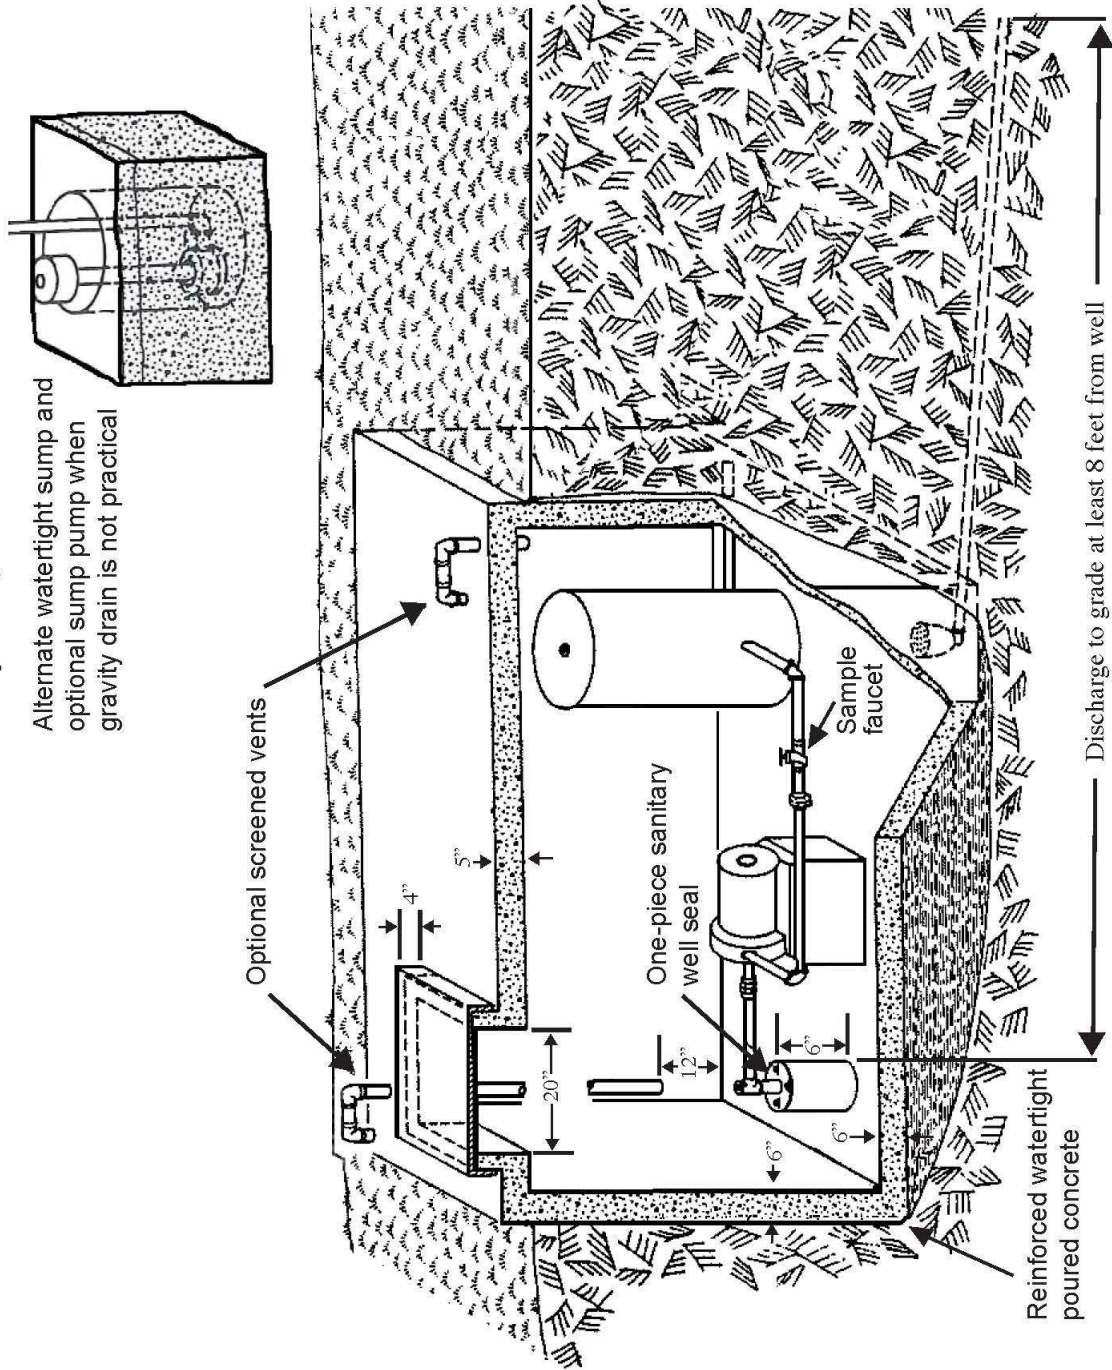 Alternate watertight sump and
optional sump pump when
gravity drain is not practical
Optional screened vents
4”
5”
20”
12”
One-piece sanitary
well seal
Sample
faucet
6”
6”
6”
Reinforced watertight
poured concrete
Discharge to grade at least 8 feet from well